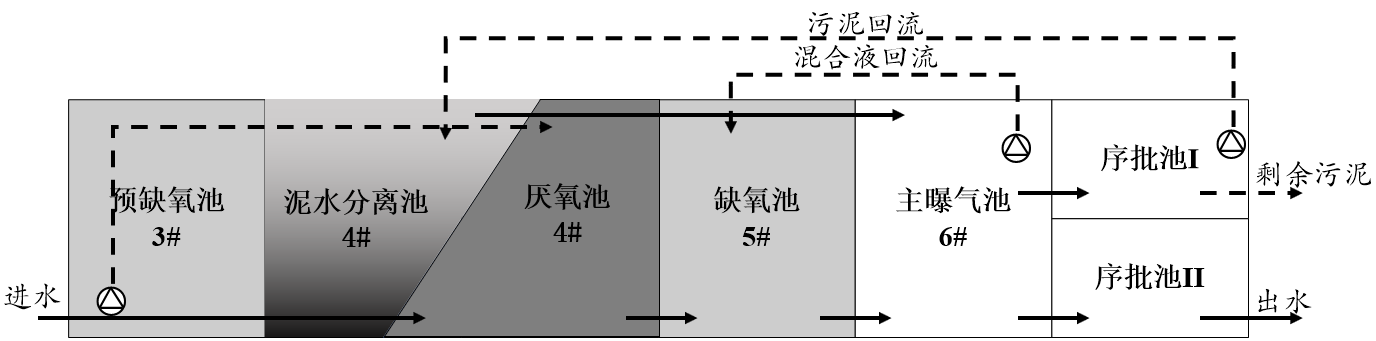 污泥回流
混合液回流
预缺氧池
3#
泥水分离池
4#
厌氧池
4#
缺氧池
5#
主曝气池
6#
序批池I
剩余污泥
序批池II
进水
出水